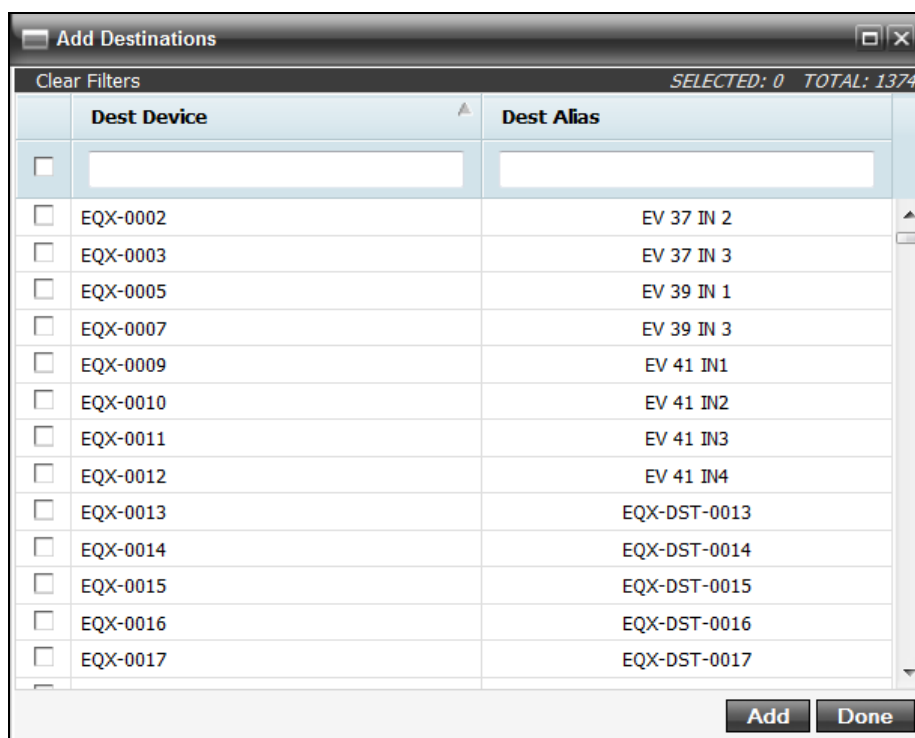 Add Destinations
Clear Filters SELECTED: 0 TOTAL: 1374
Dest Device Dest Alias
EQX-0002 EV 37 IN 2
EQX-0003 EV 37 IN 3
EQX-0005 EV 39 IN 1
EQX-0007 EV 39 IN 3
EQX-0009 EV 41 IN1
EQX-0010 EV 41 IN2
EQX-0011 EV 41 IN3
EQX-0012 EV 41 IN4
EQX-0013 EQX-DST-0013
EQX-0014 EQX-DST-0014
EQX-0015 EQX-DST-0015
EQX-0016 EQX-DST-0016
EQX-0017 EQX-DST-0017
Add Done